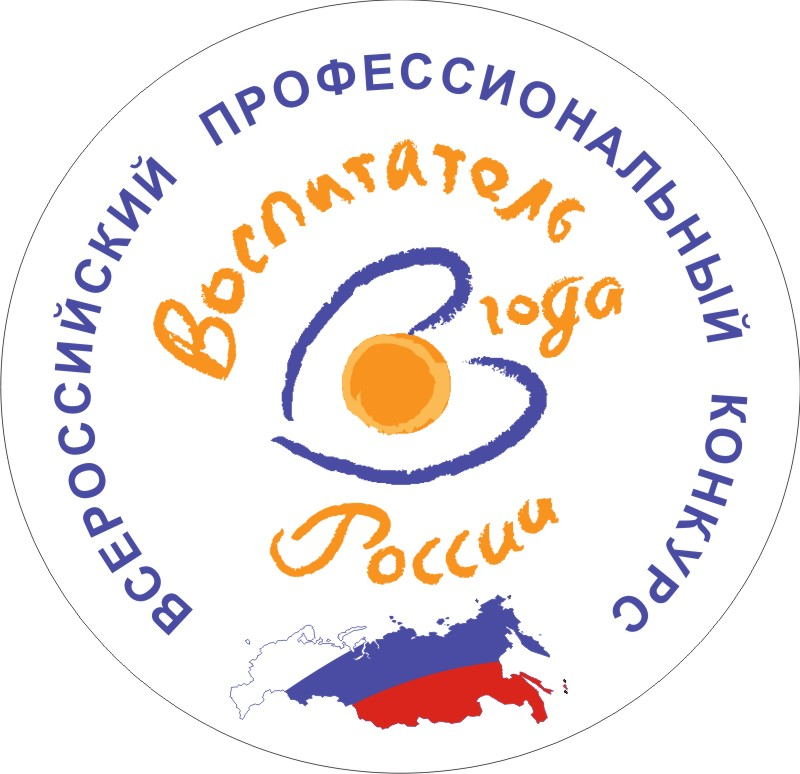 ВСЕРОССИЙСКИЙ ПРОФЕССИОНАЛЬНЫЙ КОНКУРС
Воспитатель
года
России